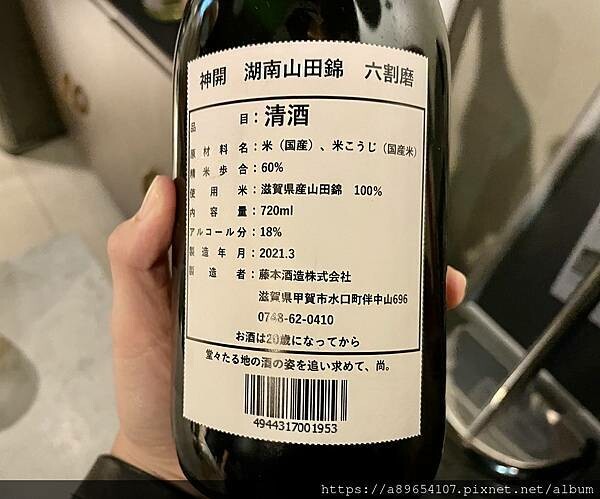 神開　湖南山田錦　六割磨
品目：清酒
原材料名：米（国産）、米こうじ（国産米）
精米歩合：60%
使用米：滋賀県産山田錦　100%
内容量：720ml
アルコール分：18%
製造年月：2021.3
製造者：藤本酒造株式会社
滋賀県甲賀市水口町伴中山696
0748-62-0410
お酒は20歳になってから
堂々たる地の酒の姿を追い求めて、尚。
4944317001953
https://a89654107.pixnet.net/album